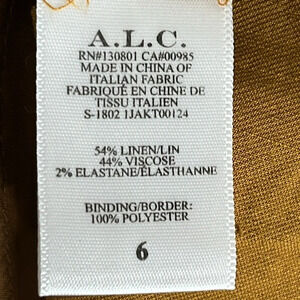 A.L.C.
RN#130801 CA#00985
MADE IN CHINA OF
ITALIAN FABRIC
FABRIQUÉ EN CHINE DE
TISSU ITALIEN
S-1802 1JAKT00124
54% LINEN/LIN
44% VISCOSE
2% ELASTANE/ÉLASTHANNE
BINDING/BORDER:
100% POLYESTER
6